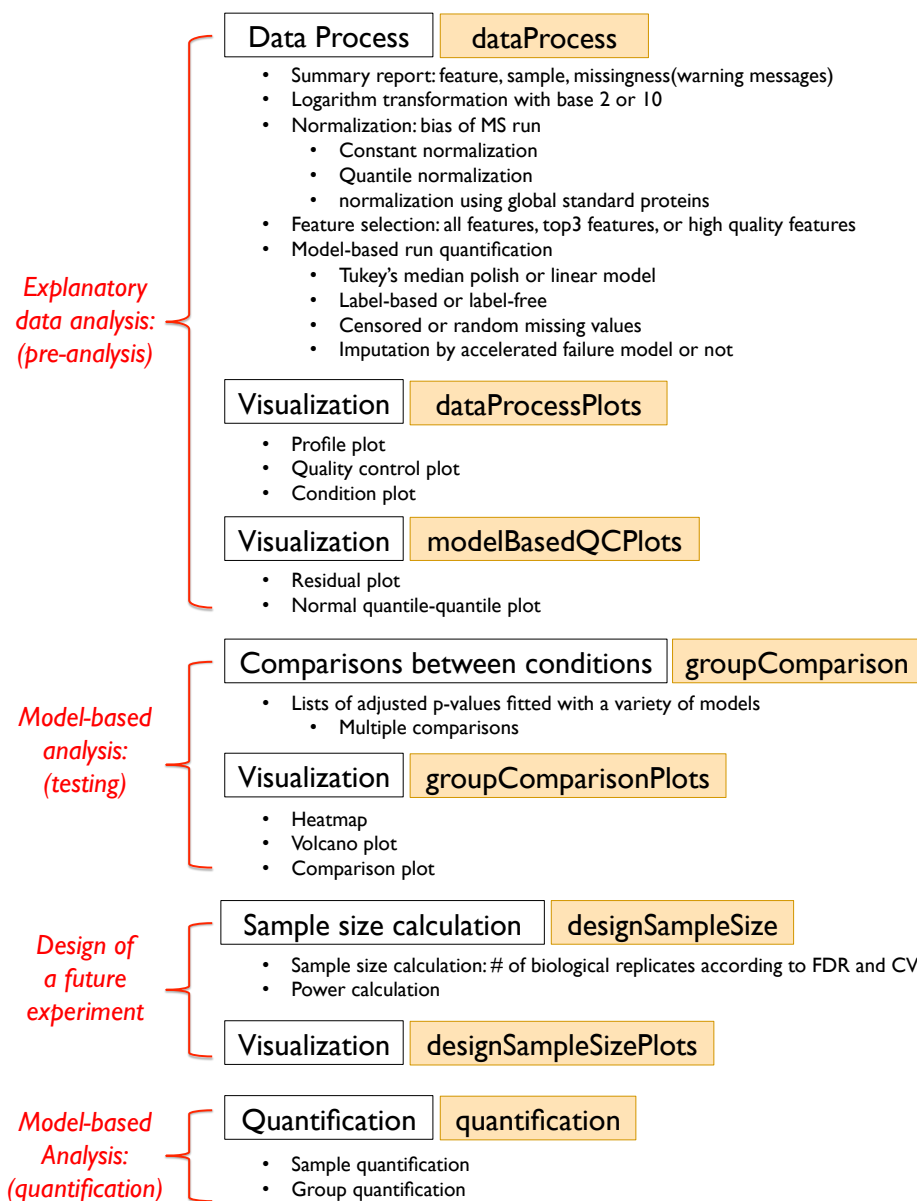 Data Process dataProcess
• Summary report: feature, sample, missingness(warning messages)
• Logarithm transformation with base 2 or 10
• Normalization: bias of MS run
• Constant normalization
• Quantile normalization
• normalization using global standard proteins
• Feature selection: all features, top3 features, or high quality features
• Model-based run quantification
• Tukey's median polish or linear model
• Label-based or label-free
• Censored or random missing values
• Imputation by accelerated failure model or not
Explanatory
data analysis:
(pre-analysis)
Visualization dataProcessPlots
• Profile plot
• Quality control plot
• Condition plot
Visualization modelBasedQCPlots
• Residual plot
• Normal quantile-quantile plot
Comparisons between conditions groupComparison
• Lists of adjusted p-values fitted with a variety of models
• Multiple comparisons
Model-based
analysis:
(testing)
Visualization groupComparisonPlots
• Heatmap
• Volcano plot
• Comparison plot
Sample size calculation designSampleSize
• Sample size calculation: # of biological replicates according to FDR and CV
• Power calculation
Design of
a future
experiment
Visualization designSampleSizePlots
Model-based
Analysis:
(quantification)
Quantification quantification
• Sample quantification
• Group quantification